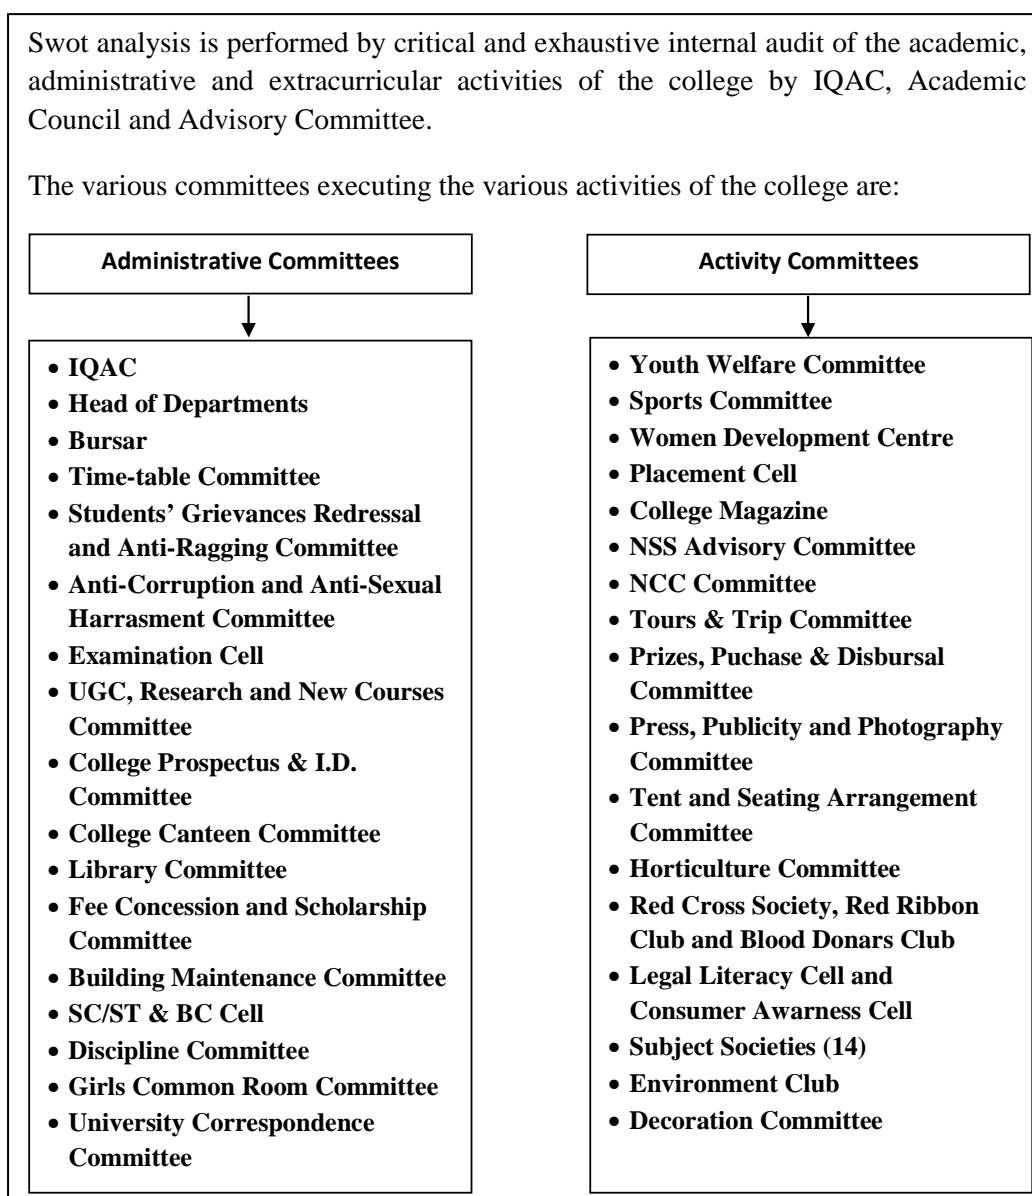 Swot analysis is performed by critical and exhaustive internal audit of the academic,
administrative and extracurricular activities of the college by IQAC, Academic
Council and Advisory Committee.
The various committees executing the various activities of the college are:
Administrative Committees
• IQAC
• Head of Departments
• Bursar
• Time-table Committee
• Students’ Grievances Redressal
and Anti-Ragging Committee
• Anti-Corruption and Anti-Sexual
Harrasment Committee
• Examination Cell
• UGC, Research and New Courses
Committee
• College Prospectus & I.D.
Committee
• College Canteen Committee
• Library Committee
• Fee Concession and Scholarship
Committee
• Building Maintenance Committee
• SC/ST & BC Cell
• Discipline Committee
• Girls Common Room Committee
• University Correspondence
Committee
Activity Committees
• Youth Welfare Committee
• Sports Committee
• Women Development Centre
• Placement Cell
• College Magazine
• NSS Advisory Committee
• NCC Committee
• Tours & Trip Committee
• Prizes, Puchase & Disbursal
Committee
• Press, Publicity and Photography
Committee
• Tent and Seating Arrangement
Committee
• Horticulture Committee
• Red Cross Society, Red Ribbon
Club and Blood Donars Club
• Legal Literacy Cell and
Consumer Awarness Cell
• Subject Societies (14)
• Environment Club
• Decoration Committee